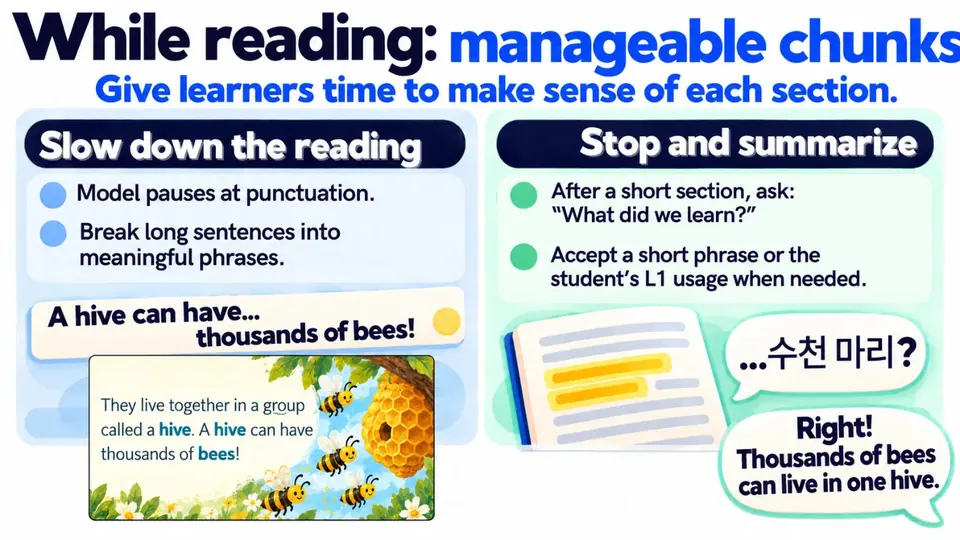 While reading: manageable chunks
Give learners time to make sense of each section.
Slow down the reading
Model pauses at punctuation.
Break long sentences into
meaningful phrases.
A hive can have...
thousands of bees!
They live together in a group
called a hive. A hive can have
thousands of bees!
Stop and summarize
After a short section, ask:
“What did we learn?”
Accept a short phrase or the
student’s L1 usage when needed.
...수천 마리?
Right!
Thousands of bees
can live in one hive.